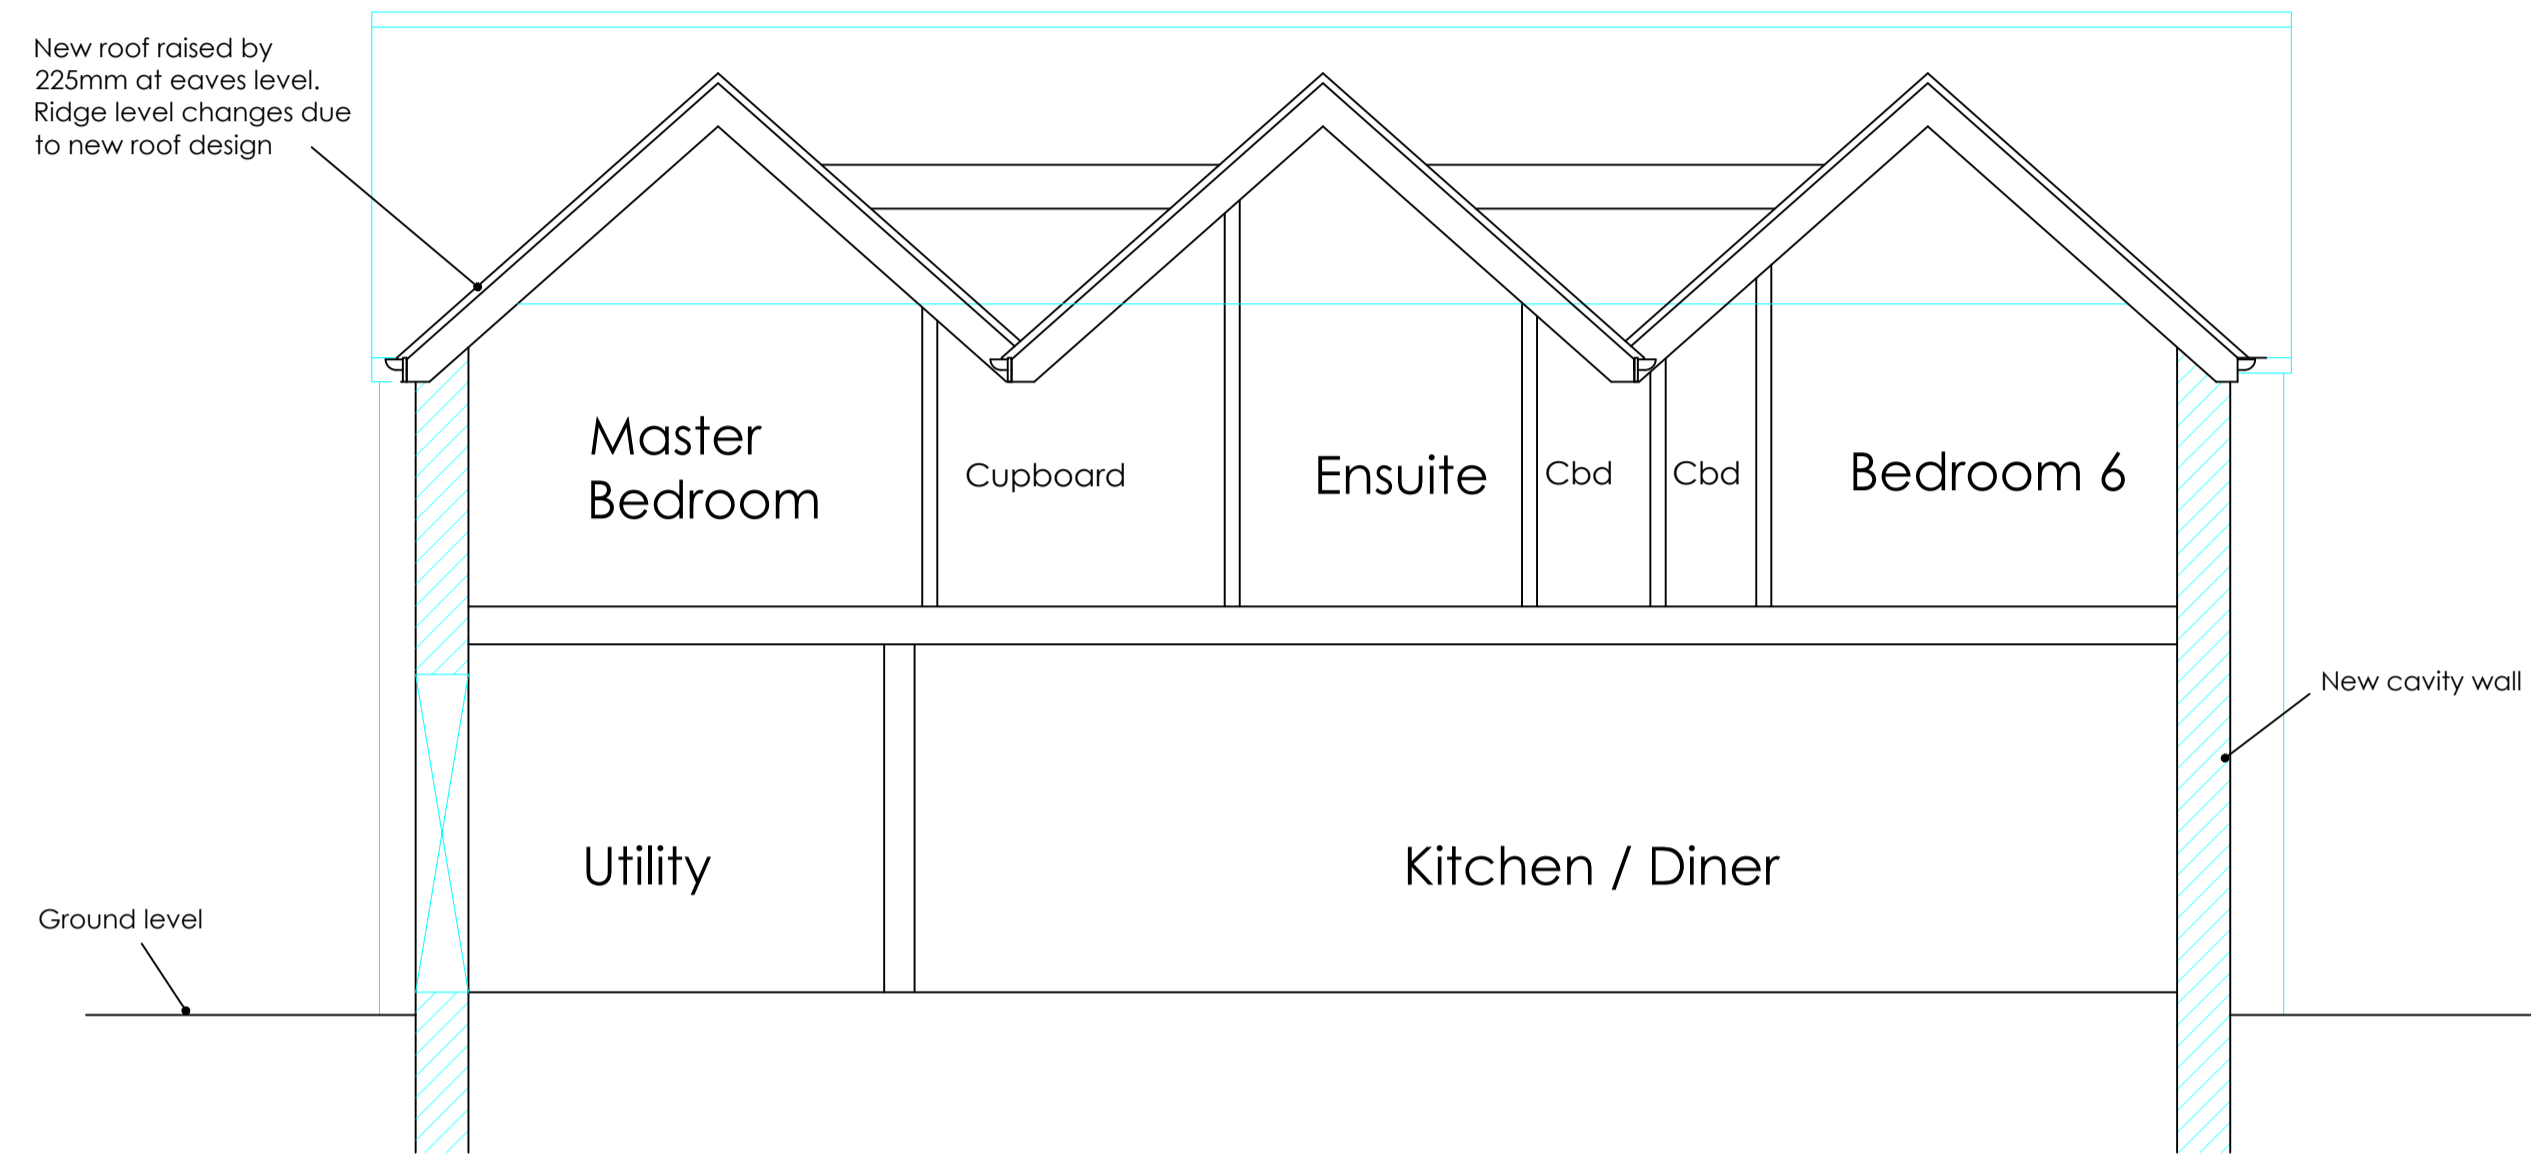 New roof raised by
225mm at eaves level.
Ridge level changes due
to new roof design
Master
Bedroom
Cupboard
Ensuite
Cbd
Cbd
Bedroom 6
New cavity wall
Utility
Kitchen / Diner
Ground level